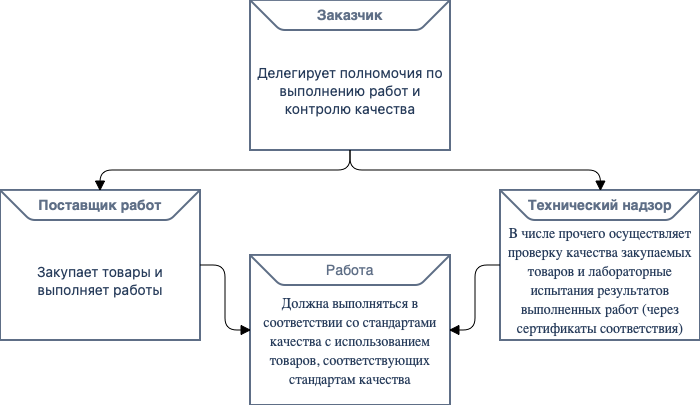 Заказчик
Делегирует полномочия по
выполнению работ и
контролю качества
Поставщик работ
Закупает товары и
выполняет работы
Работа
Должна выполняться в
соответствии со стандартами
качества с использованием
товаров, соответствующих
стандартам качества
Технический надзор
В числе прочего осуществляет
проверку качества закупаемых
товаров и лабораторные
испытания результатов
выполненных работ (через
сертификаты соответствия)